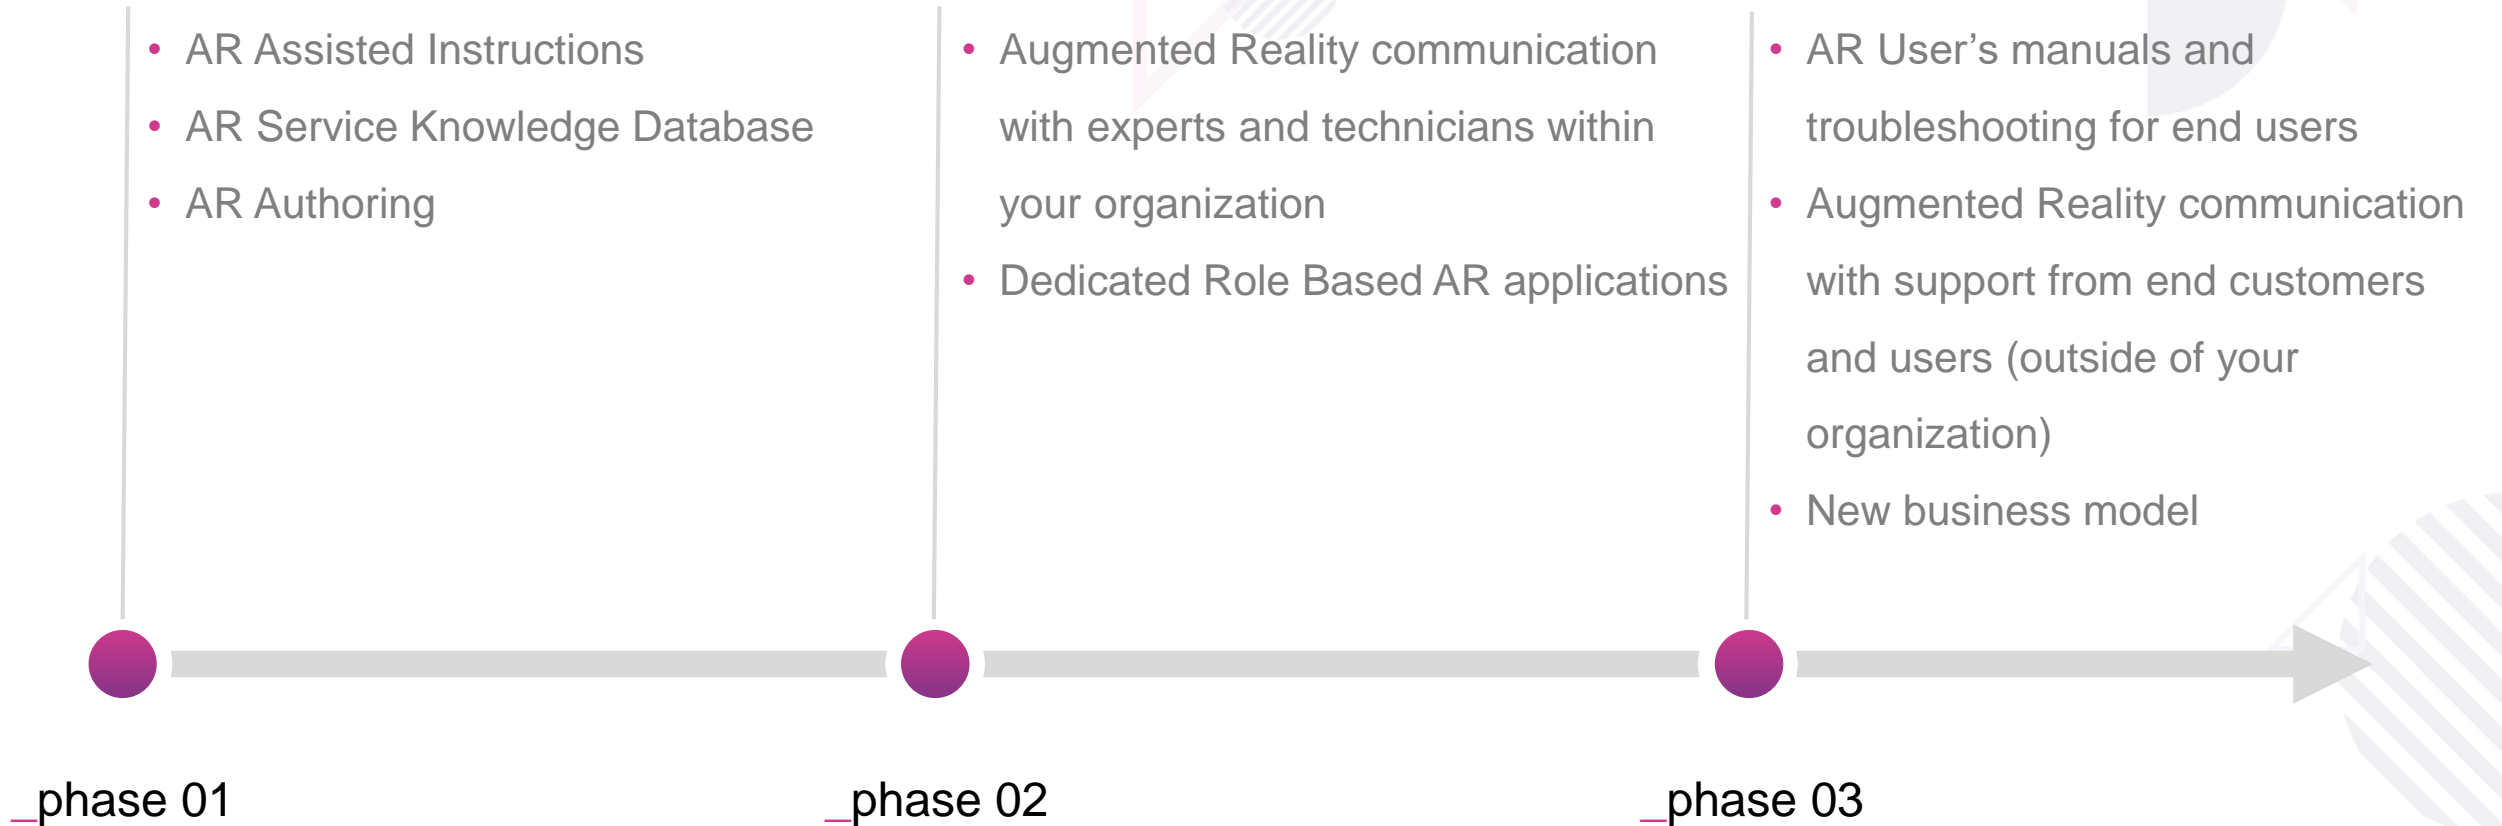 • AR Assisted Instructions
• AR Service Knowledge Database
• AR Authoring
• Augmented Reality communication
with experts and technicians within
your organization
• Dedicated Role Based AR applications
• AR User’s manuals and
troubleshooting for end users
• Augmented Reality communication
with support from end customers
and users (outside of your
organization)
• New business model
_phase 01
_phase 02
_phase 03